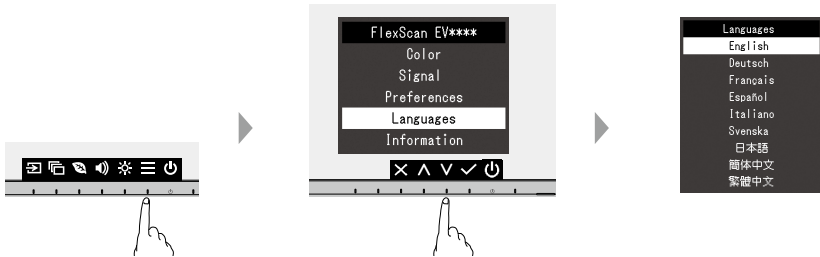 FlexScan EV****
Color
Signal
Preferences
Languages
Information
Languages
English
Deutsch
Français
Español
Italiano
Svenska
日本語
简体中文
繁體中文